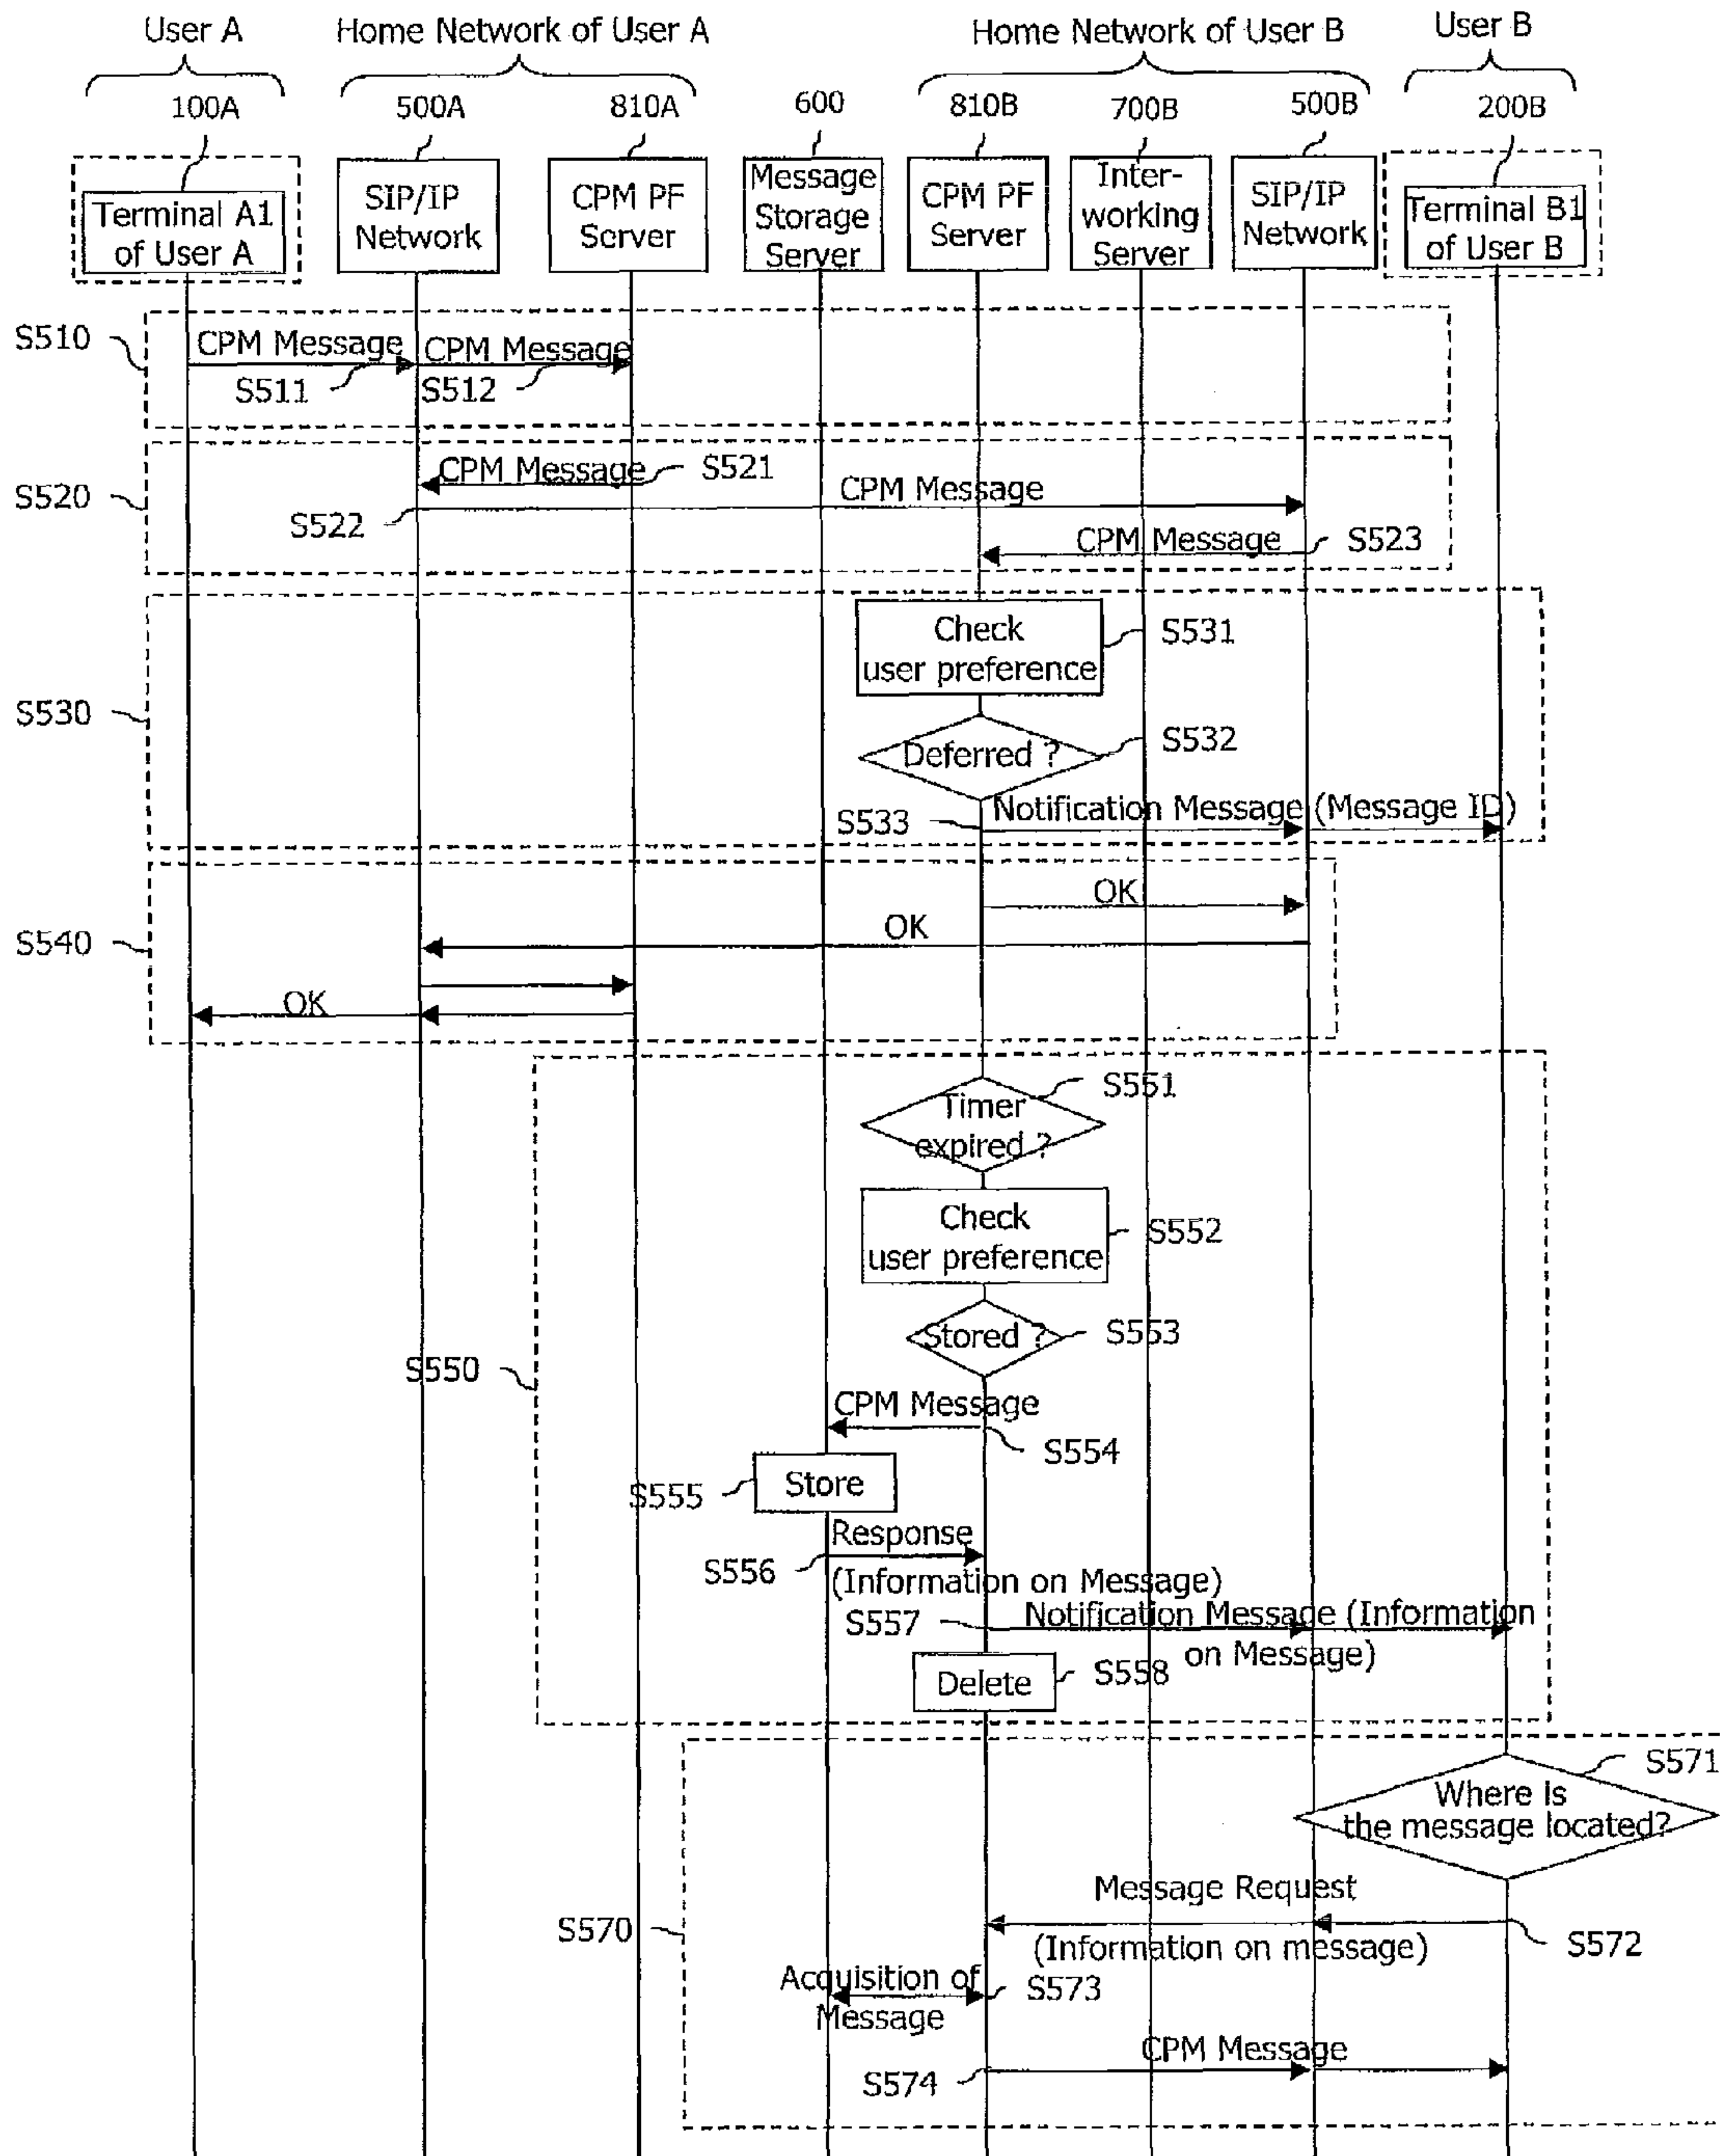 User A
Home Network of User A
Home Network of User B
User B
100A
500A
810A
600
810B
700B
500B
200B
Terminal A1
of User A
SIP/IP
Network
CPM PF
Server
Message
Storage
Server
CPM PF
Server
Inter-
working
Server
SIP/IP
Network
Terminal B1
of User B
S510
CPM Message
CPM Message
S511
S512
S520
CPM Message
S521
CPM Message
S522
CPM Message
S523
S530
Check
user preference
S531
Deferred ?
S532
Notification Message (Message ID)
S533
S540
OK
OK
OK
S550
Timer
expired ?
S551
Check
user preference
S552
Stored ?
S553
CPM Message
S554
Store
S555
Response
(Information on Message)
S556
Notification Message (Information
on Message)
S557
Delete
S558
S570
Where is
the message located?
S571
Message Request
(Information on message)
S572
Acquisition of
Message
S573
CPM Message
S574